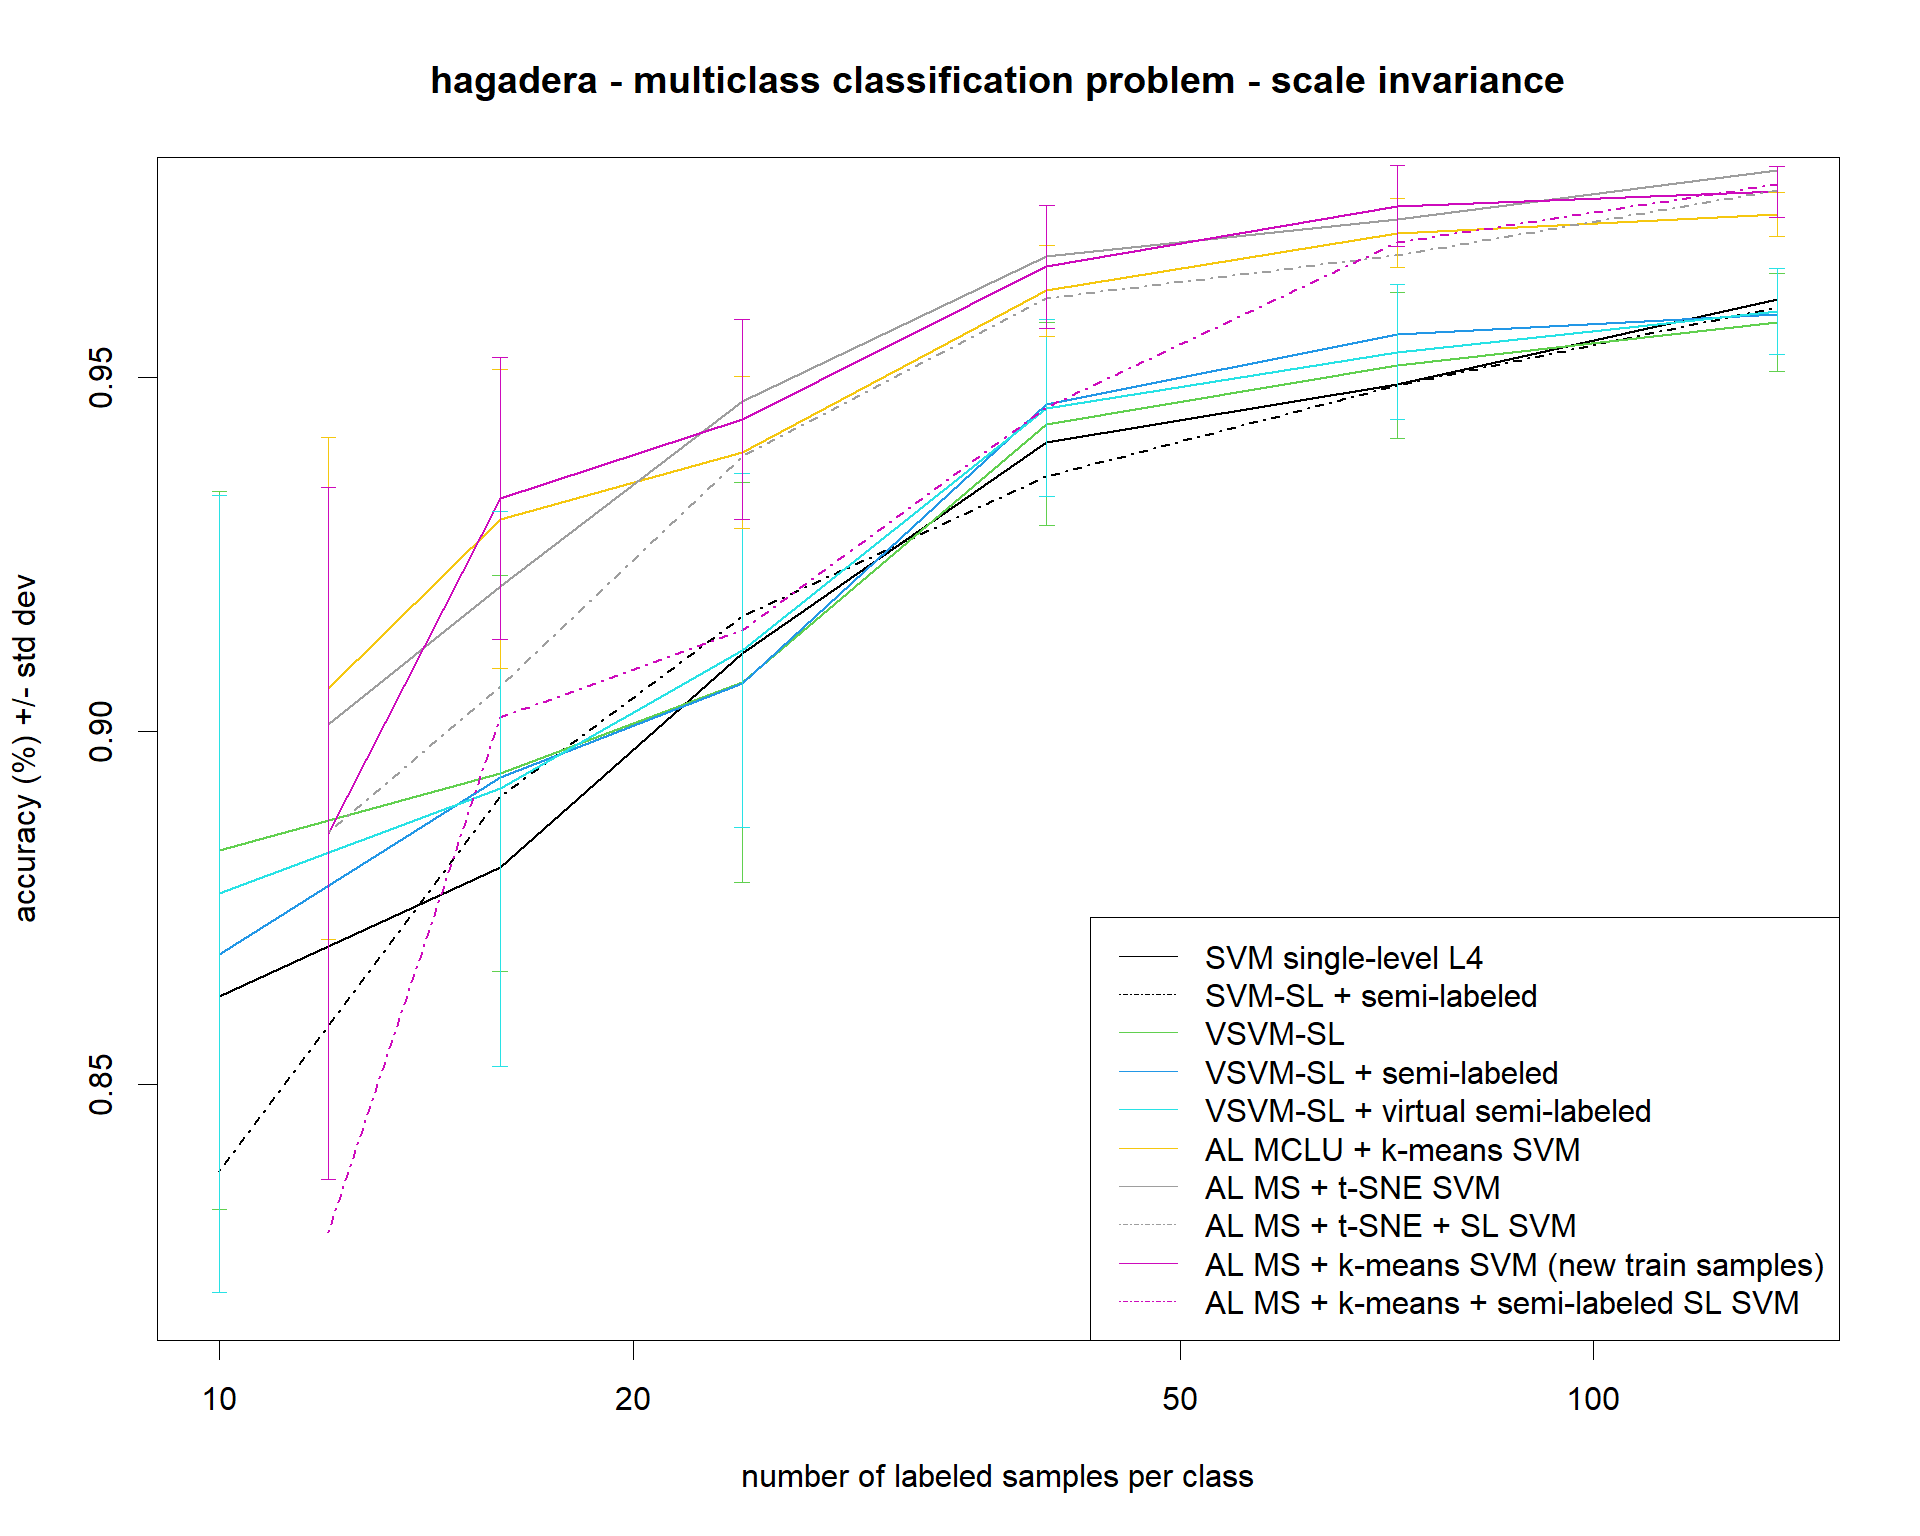 hagadera - multiclass classification problem - scale invariance
accuracy (%) +/- std dev
0.95
0.90
0.85
SVM single-level L4
SVM-SL + semi-labeled
VSVM-SL
VSVM-SL + semi-labeled
VSVM-SL + virtual semi-labeled
AL MCLU + k-means SVM
AL MS + t-SNE SVM
AL MS + t-SNE + SL SVM
AL MS + k-means SVM (new train samples)
AL MS + k-means + semi-labeled SL SVM
10 20 50 100
number of labeled samples per class